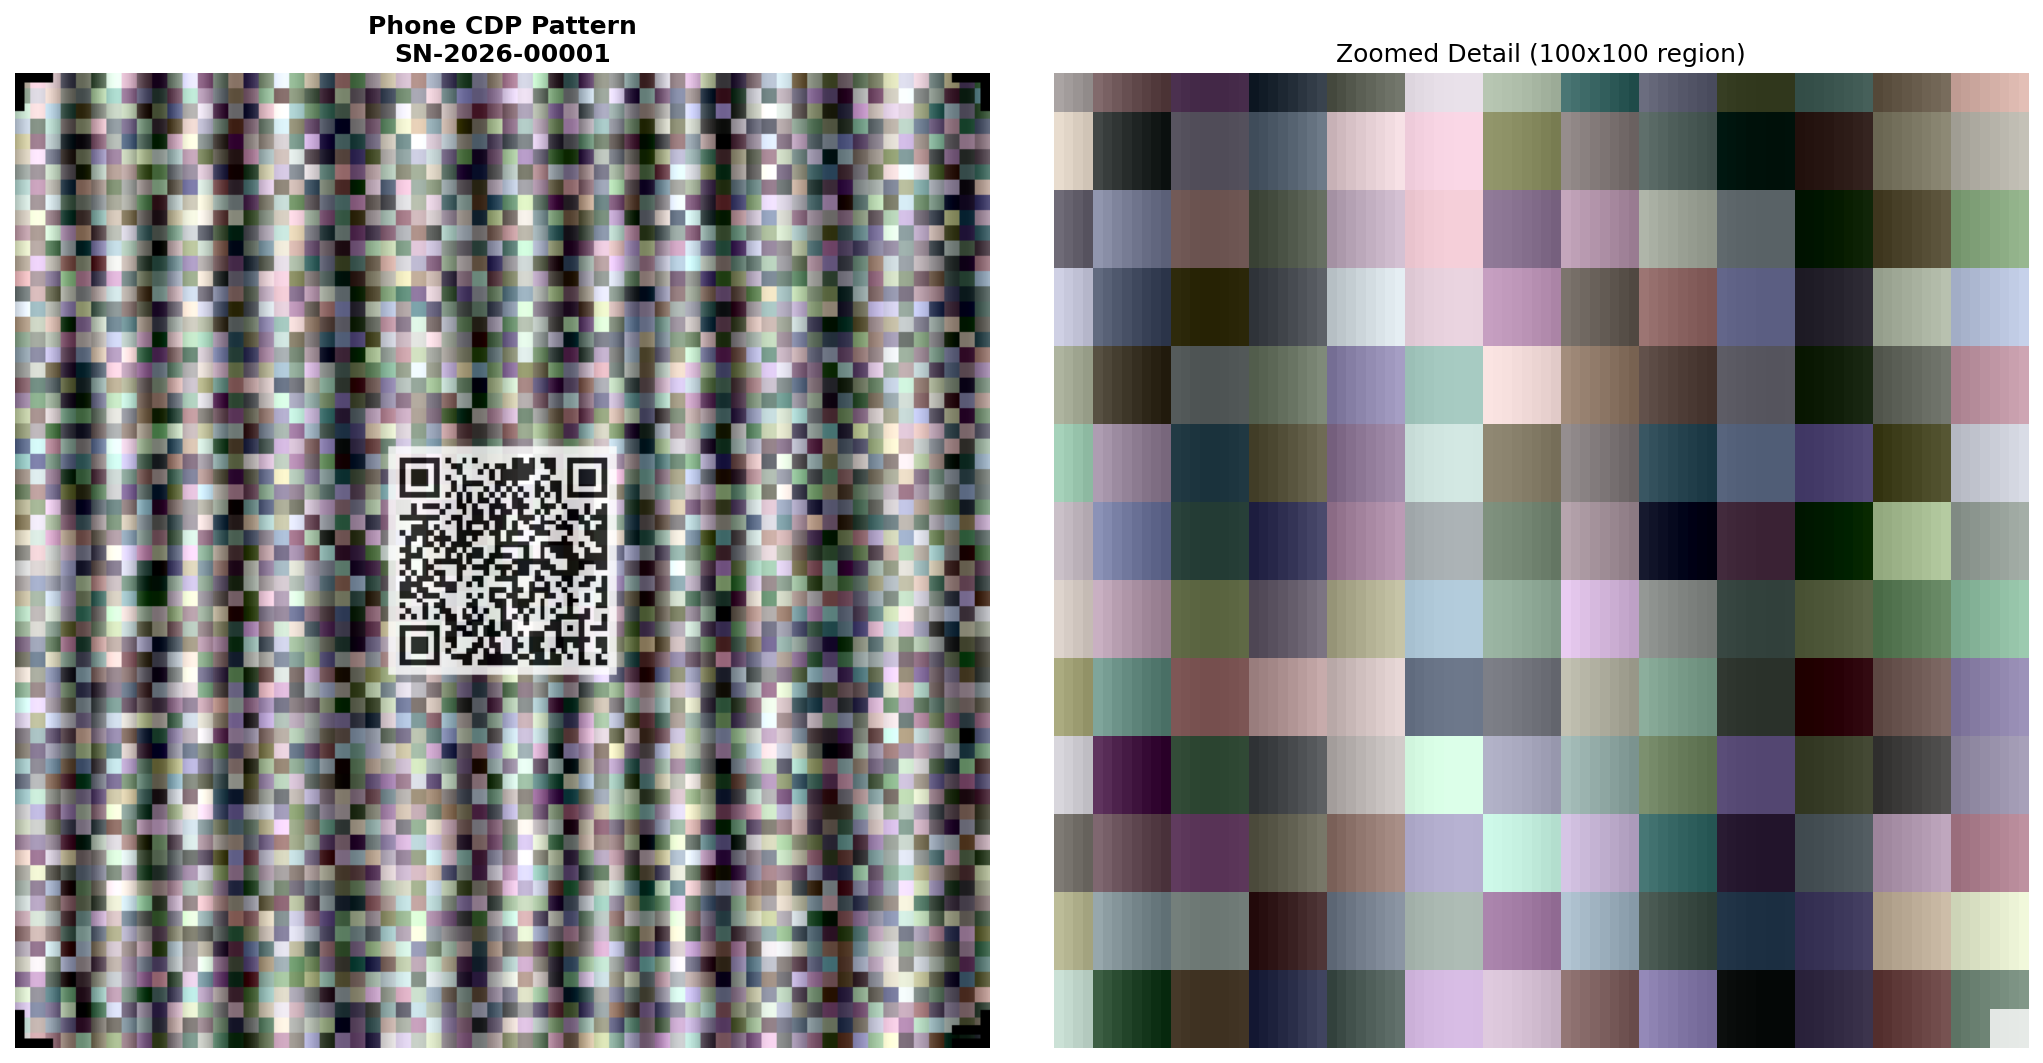 Phone CDP Pattern
SN-2026-00001
Zoomed Detail (100x100 region)